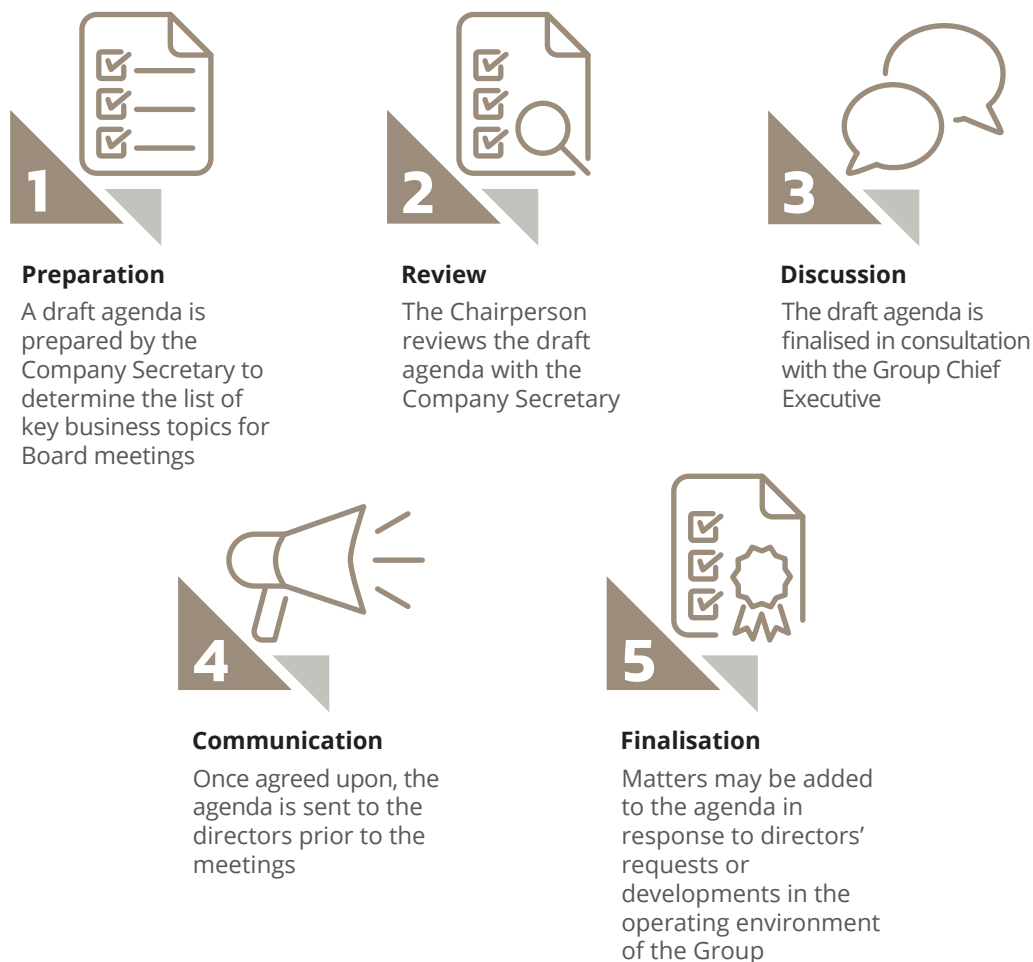 1
Preparation
A draft agenda is
prepared by the
Company Secretary to
determine the list of
key business topics for
Board meetings
2
Review
The Chairperson
reviews the draft
agenda with the
Company Secretary
3
Discussion
The draft agenda is
finalised in consultation
with the Group Chief
Executive
4
Communication
Once agreed upon, the
agenda is sent to the
directors prior to the
meetings
5
Finalisation
Matters may be added
to the agenda in
response to directors’
requests or
developments in the
operating environment
of the Group